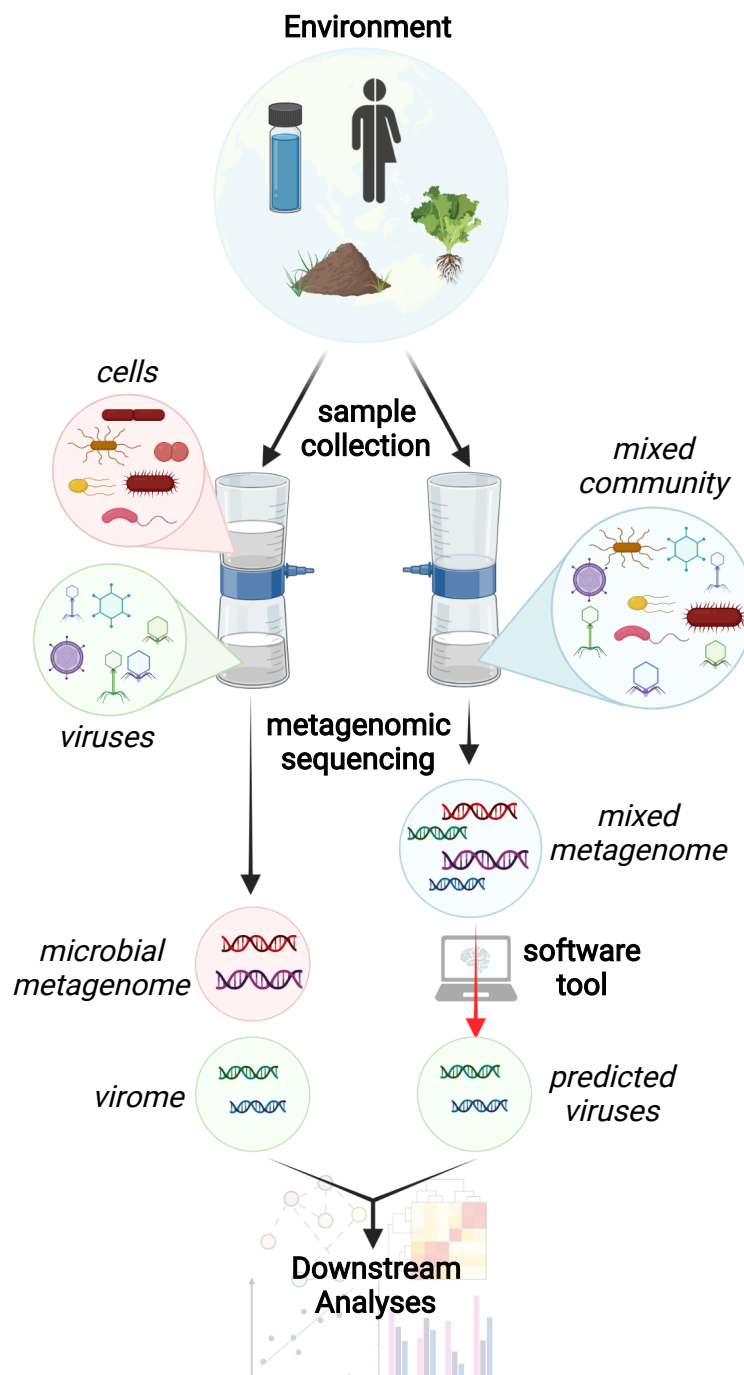 Environment
cells
sample
collection
mixed
community
viruses
metagenomic
sequencing
mixed
metagenome
microbial
metagenome
software
tool
virome
predicted
viruses
Downstream
Analyses